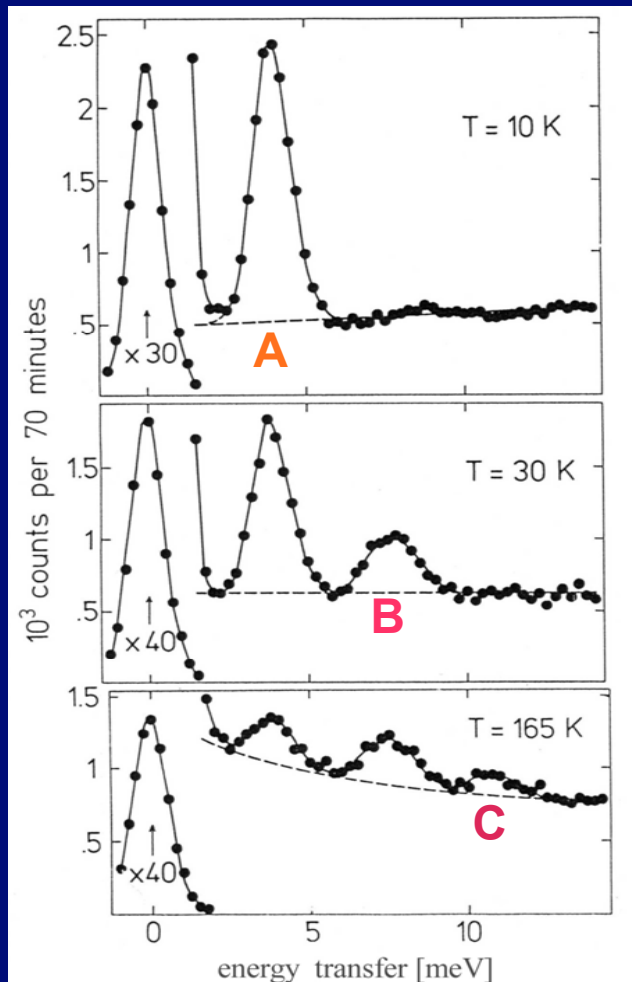 2.5
2
1.5
1
.5
T = 10 K
×30
A
1.5
1
.5
T = 30 K
×40
B
1.5
1
.5
T = 165 K
×40
C
0 5 10
energy transfer [meV]
10³ counts per 70 minutes